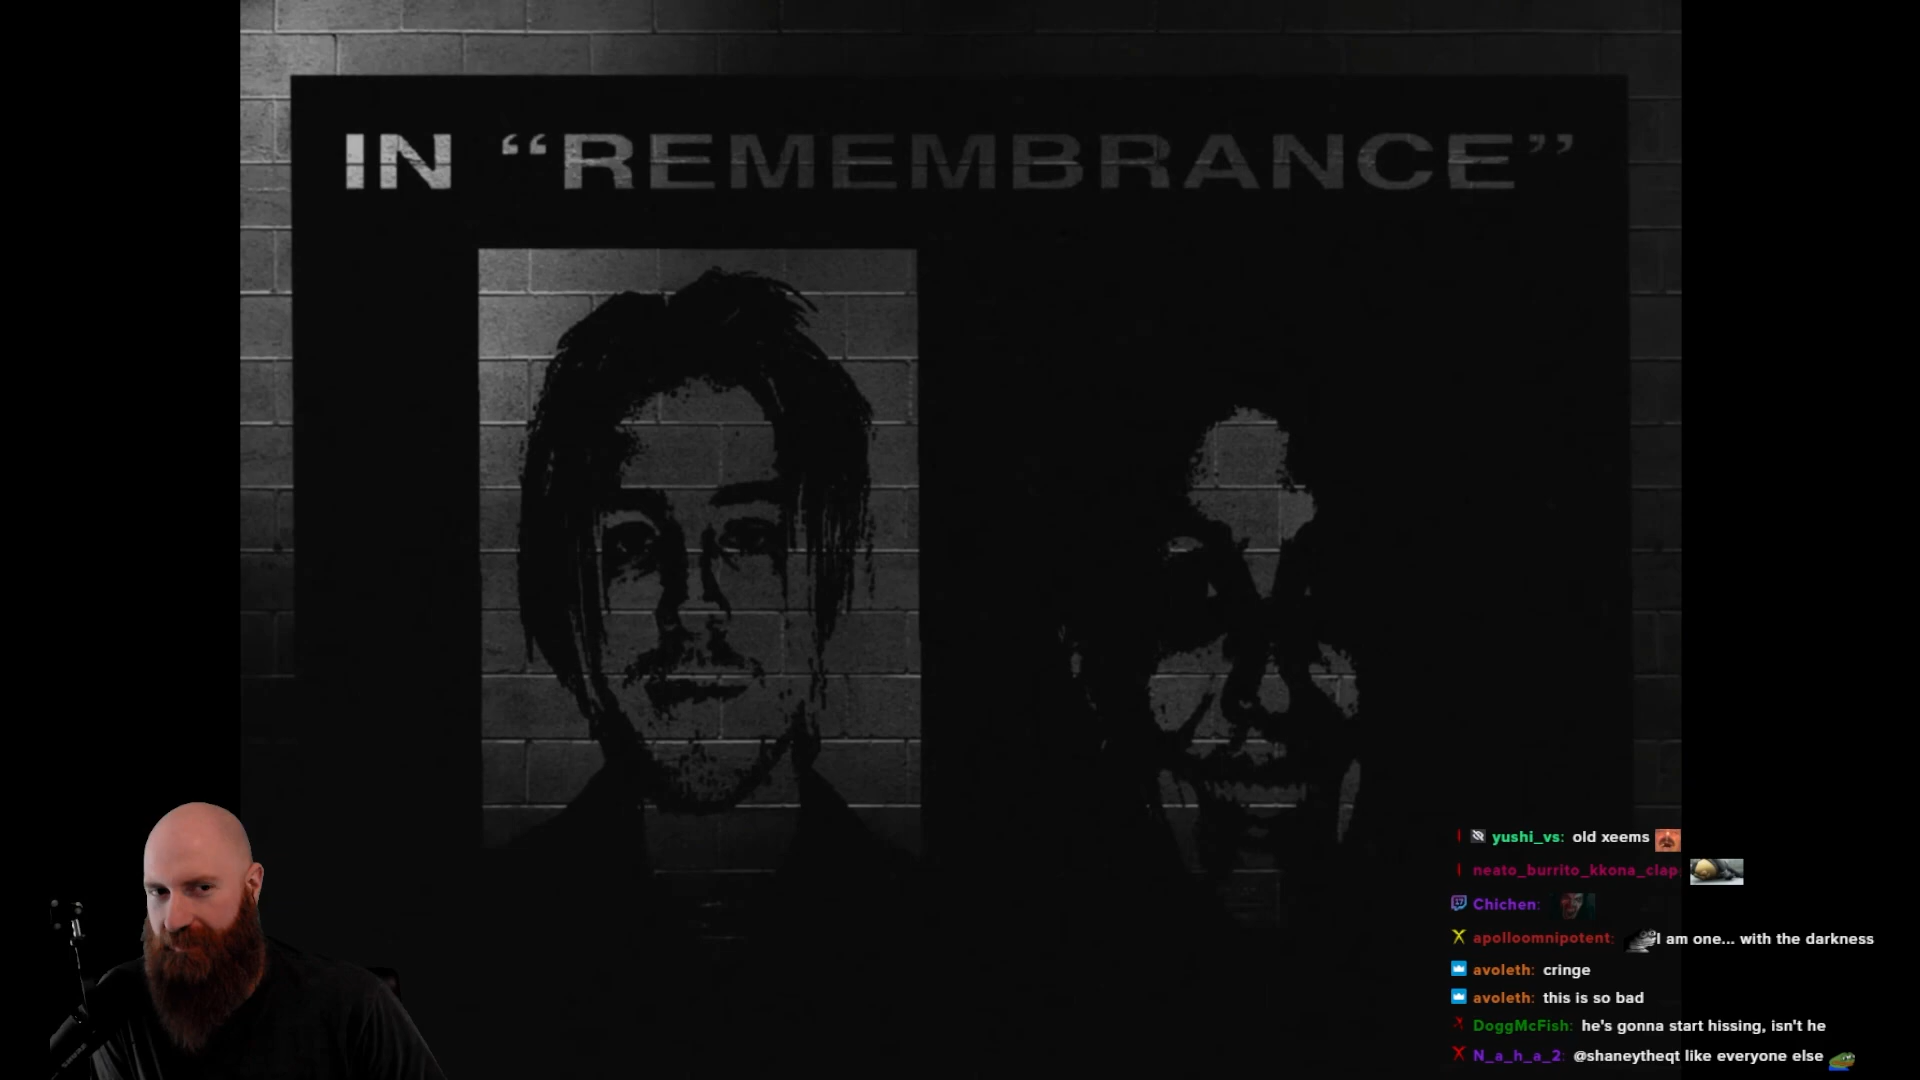 IN “REMEMBRANCE”
yushi_vs: old xeems
neato_burrito_kkona_clap
Chichen:
apolloomnipotent: I am one... with the darkness
avoleth: cringe
avoleth: this is so bad
DoggMcFish: he's gonna start hissing, isn't he
N_a_h_a_2: @shaneytheqt like everyone else